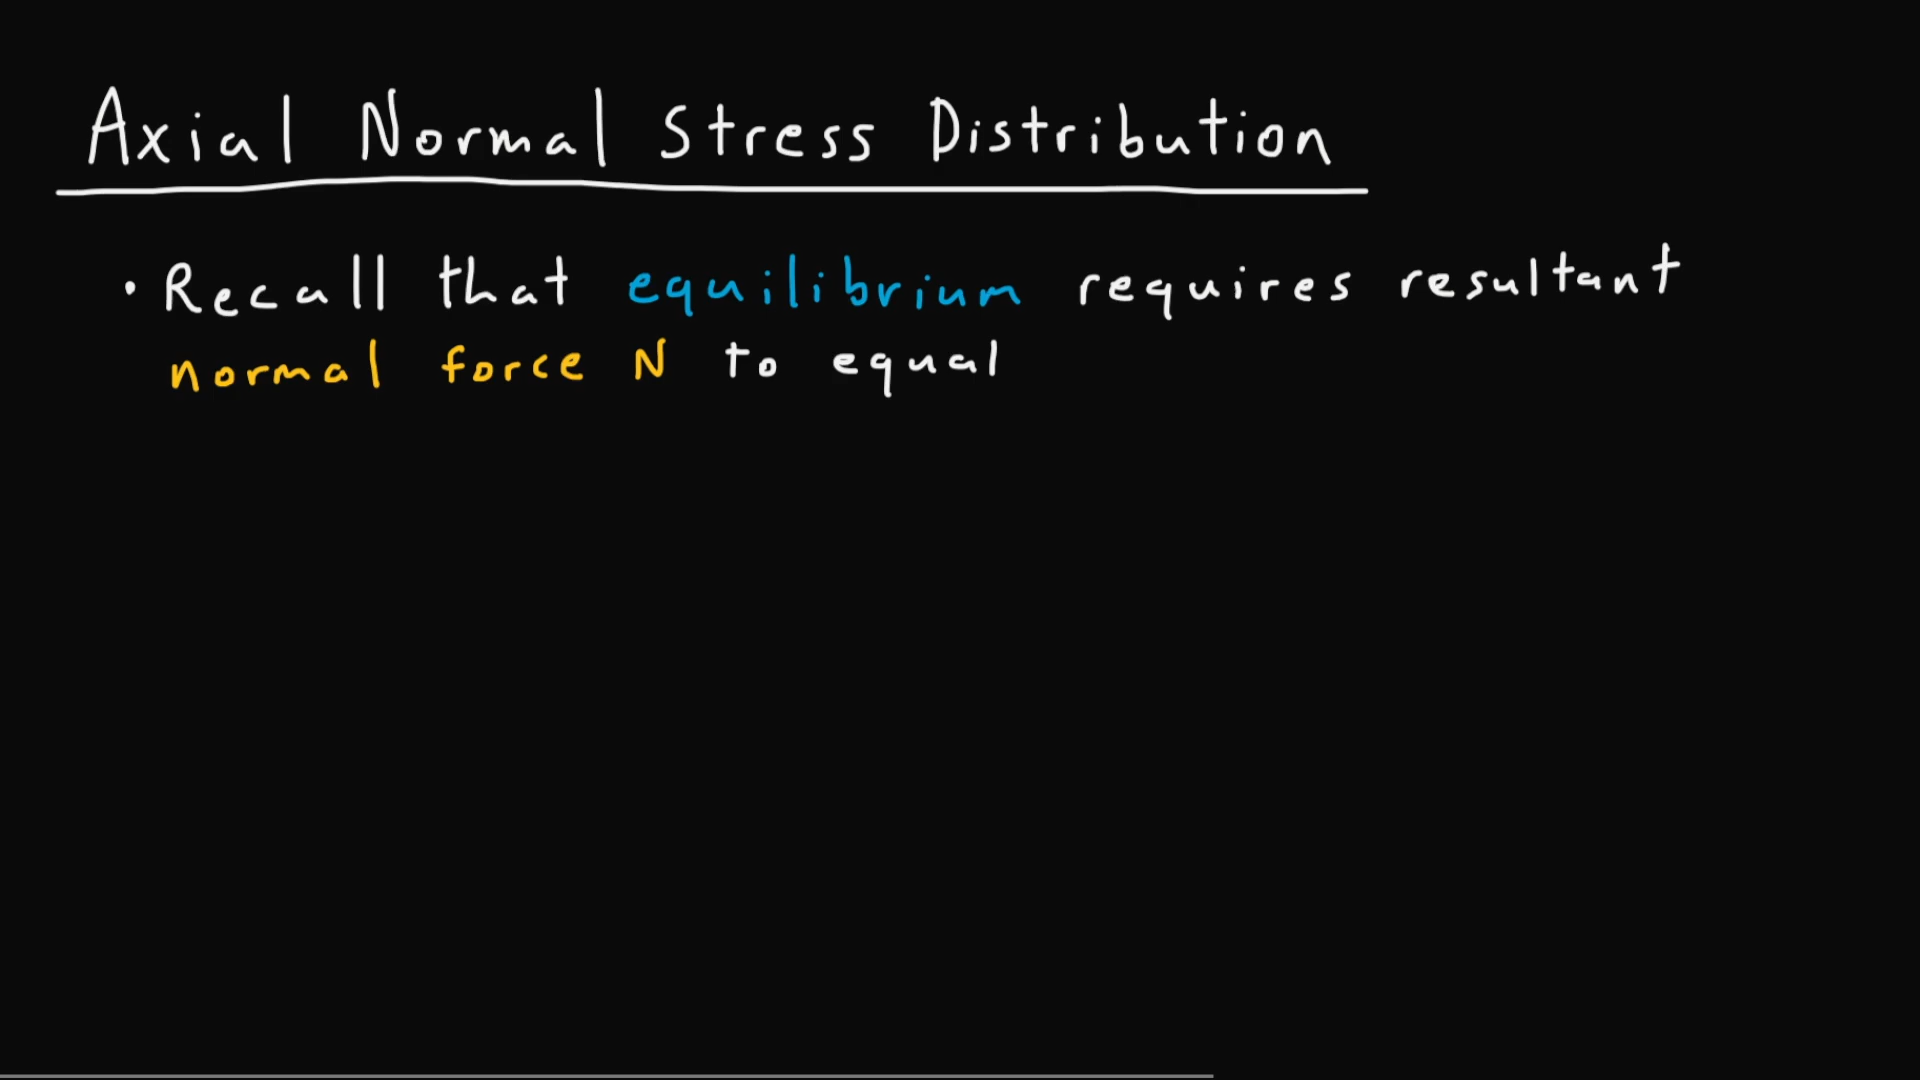 Axial Normal Stress Distribution
• Recall that equilibrium requires resultant
normal force N to equal